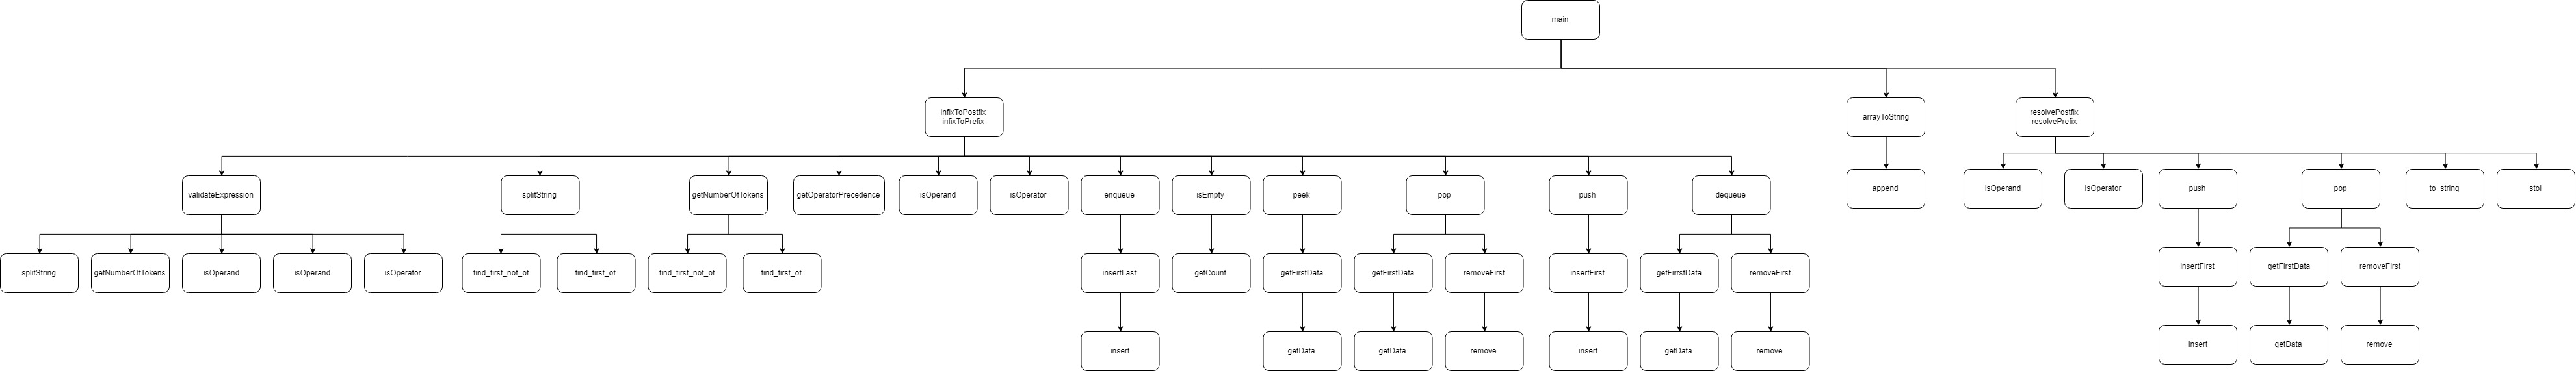 main
infixToPostfix
infixToPrefix
arrayToString
resolvePostfix
resolvePrefix
validateExpression
splitString
getNumberOfTokens
getOperatorPrecedence
isOperand
isOperator
enqueue
isEmpty
peek
pop
push
dequeue
append
isOperand
isOperator
push
pop
to_string
stoi
splitString
getNumberOfTokens
isOperand
isOperand
isOperator
find_first_not_of
find_first_of
find_first_not_of
find_first_of
insertLast
getCount
getFirstData
getFirstData
removeFirst
insertFirst
getFirrstData
removeFirst
insertFirst
getFirstData
removeFirst
insert
getData
getData
remove
insert
getData
remove
insert
getData
remove